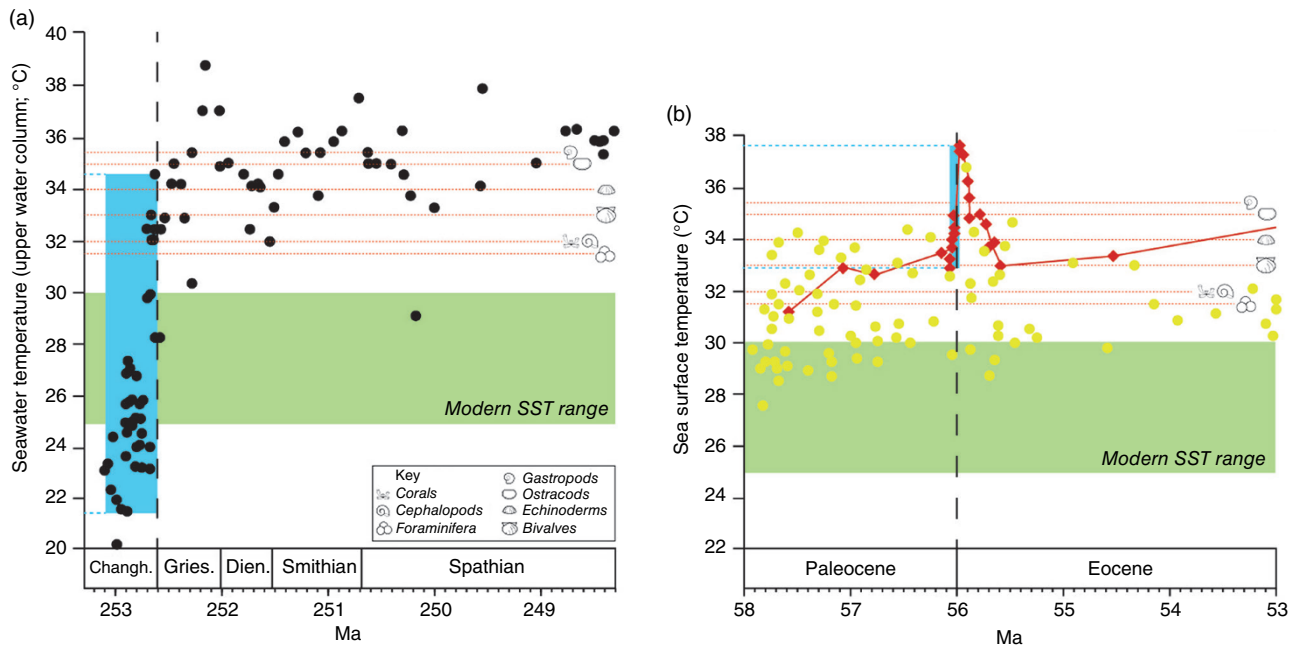 (a)
Seawater temperature (upper water column; °C)
40
38
36
34
32
30
28
26
24
22
20
Modern SST range
Key
Corals
Cephalopods
Foraminifera
Gastropods
Ostracods
Echinoderms
Bivalves
Changh. Gries. Dien. Smithian Spathian
253 252 251 250 249
Ma
(b)
Sea surface temperature (°C)
38
36
34
32
30
28
26
24
22
Modern SST range
Paleocene Eocene
58 57 56 55 54 53
Ma